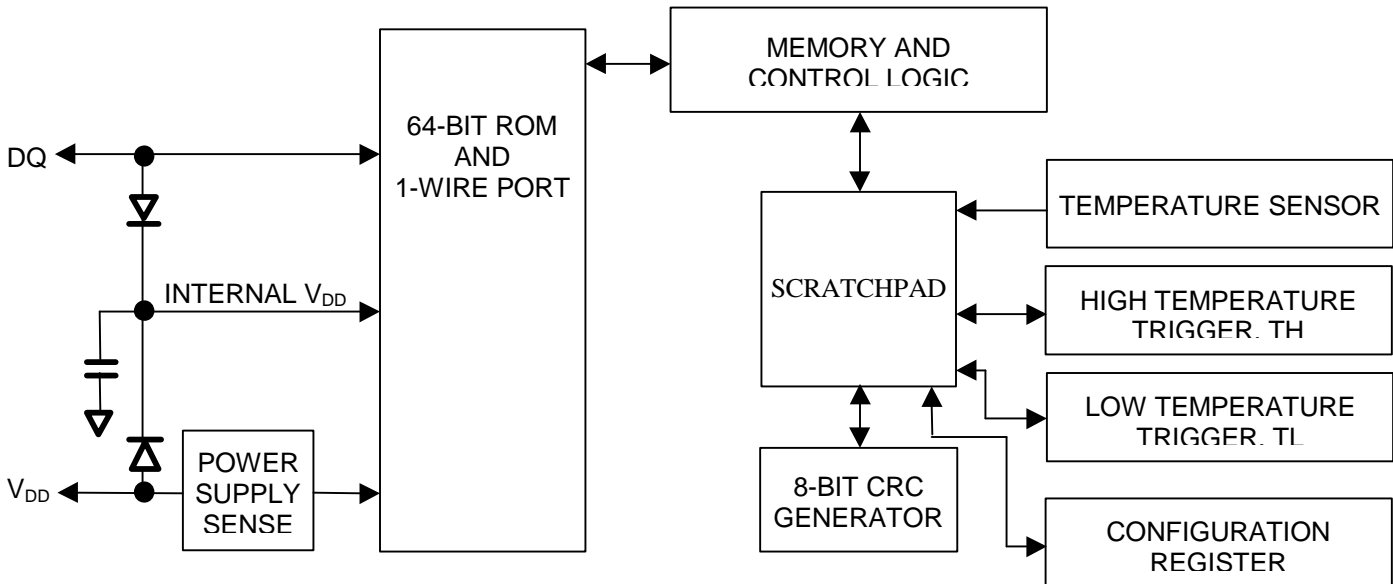 MEMORY AND
CONTROL LOGIC
64-BIT ROM
AND
1-WIRE PORT
DQ
TEMPERATURE SENSOR
INTERNAL VDD
SCRATCHPAD
HIGH TEMPERATURE
TRIGGER, TH
LOW TEMPERATURE
TRIGGER, TL
VDD
POWER
SUPPLY
SENSE
8-BIT CRC
GENERATOR
CONFIGURATION
REGISTER